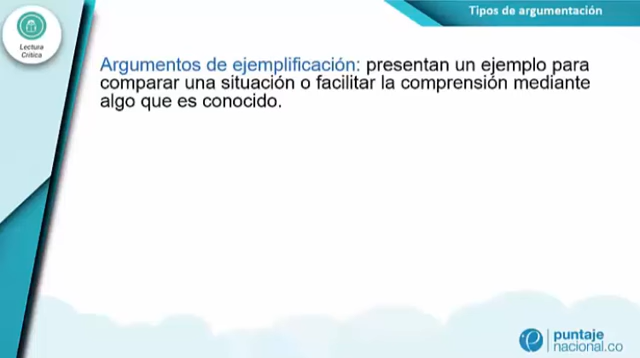 Tipos de argumentación
Lectura
Crítica
Argumentos de ejemplificación: presentan un ejemplo para
comparar una situación o facilitar la comprensión mediante
algo que es conocido.
puntaje
nacional.co